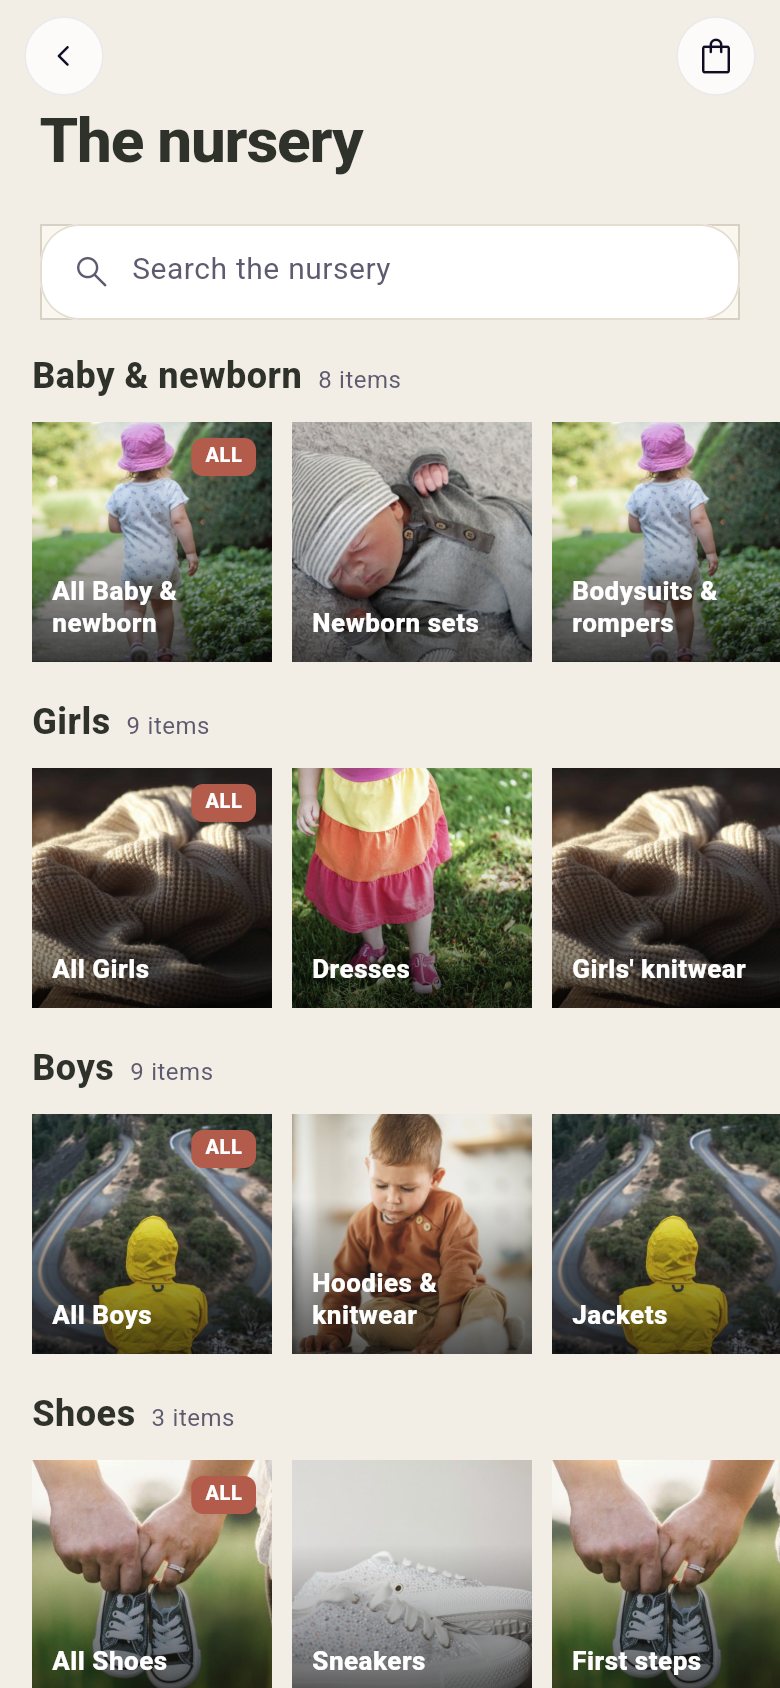 The nursery
Search the nursery
Baby & newborn 8 items
ALL
All Baby &
newborn
Newborn sets
Bodysuits &
rompers
Girls 9 items
ALL
All Girls
Dresses
Girls' knitwear
Boys 9 items
ALL
All Boys
Hoodies &
knitwear
Jackets
Shoes 3 items
ALL
All Shoes
Sneakers
First steps